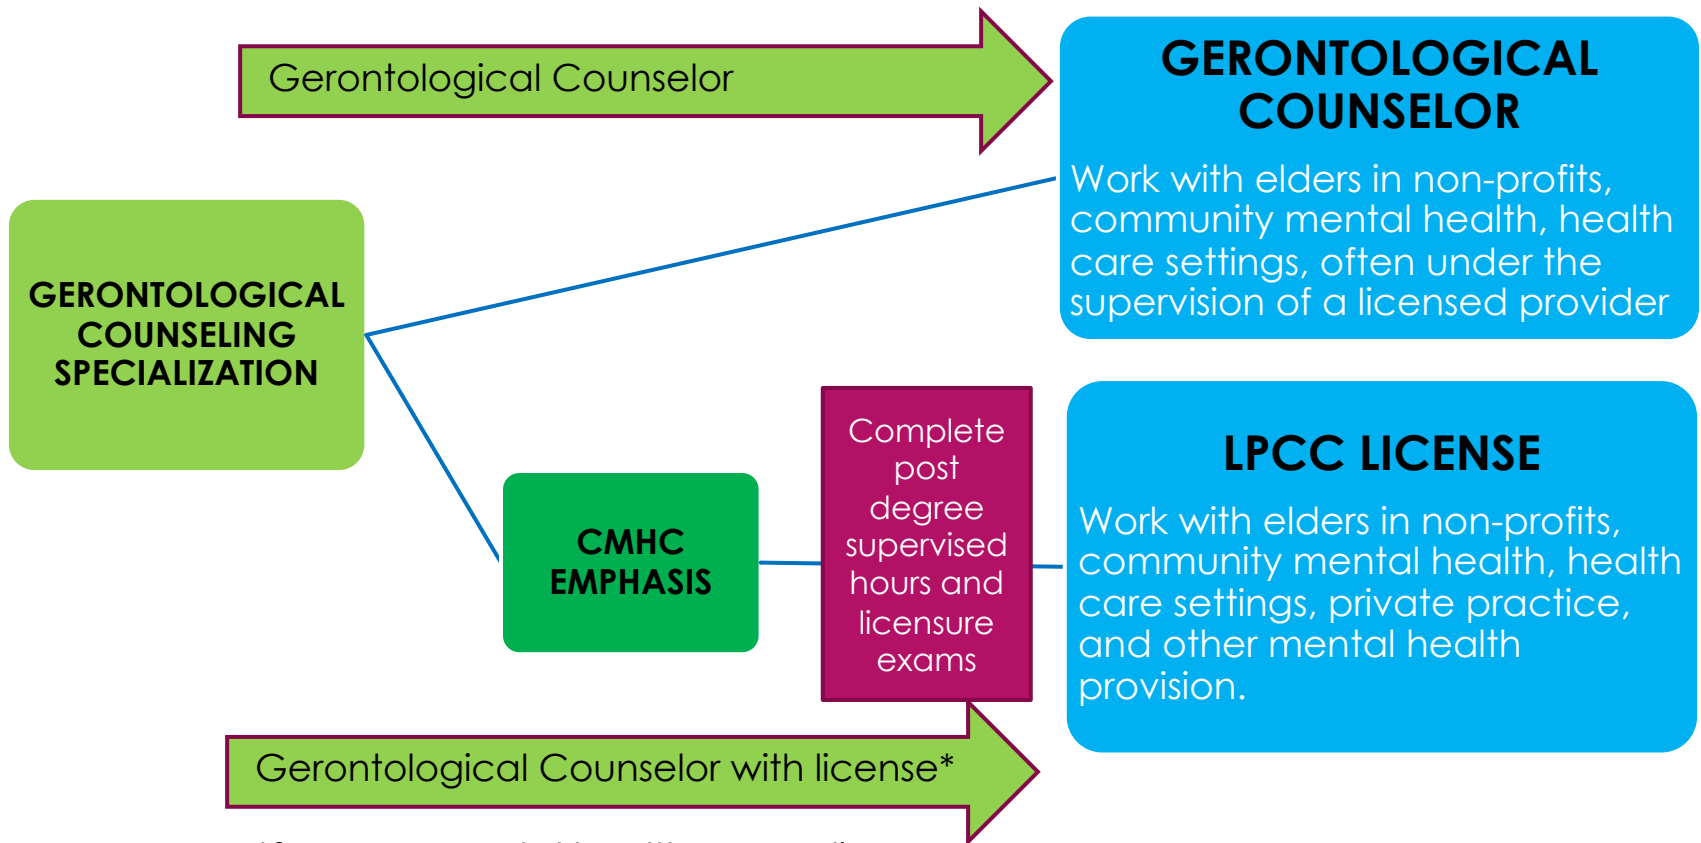 Gerontological Counselor
GERONTOLOGICAL
COUNSELOR
Work with elders in non-profits,
community mental health, health
care settings, often under the
supervision of a licensed provider
GERONTOLOGICAL
COUNSELING
SPECIALIZATION
CMHC
EMPHASIS
Complete
post
degree
supervised
hours and
licensure
exams
LPCC LICENSE
Work with elders in non-profits,
community mental health, health
care settings, private practice,
and other mental health
provision.
Gerontological Counselor with license*